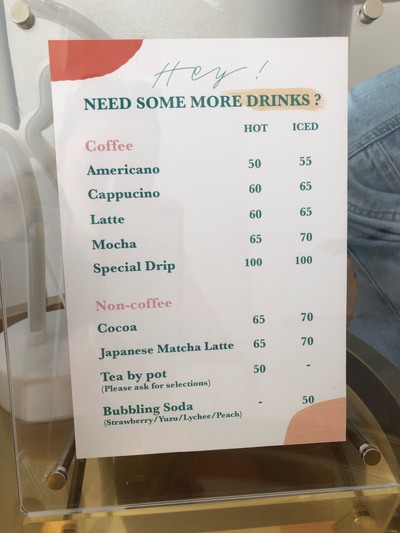 Hey!
NEED SOME MORE DRINKS ?
HOT ICED
Coffee
Americano 50 55
Cappucino 60 65
Latte 60 65
Mocha 65 70
Special Drip 100 100
Non-coffee
Cocoa 65 70
Japanese Matcha Latte 65 70
Tea by pot 50 -
(Please ask for selections)
Bubbling Soda - 50
(Strawberry/Yuzu/Lychee/Peach)